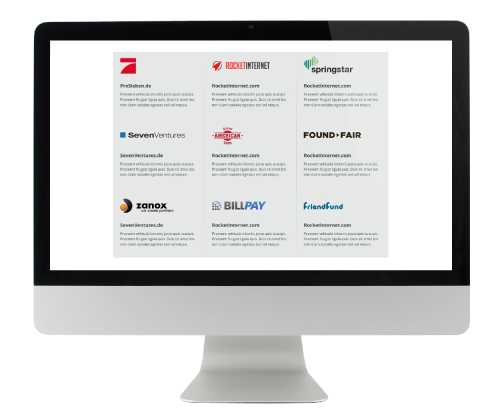 ProSieben.de
Praesent vehicula lobortis justo quis suscipit.
Praesent feugiat ligula quis. Duis sit amet leo
non diam sodales egestas sed vel neque.
ROCKETINTERNET
RocketInternet.com
Praesent vehicula lobortis justo quis suscipit.
Praesent feugiat ligula quis. Duis sit amet leo
non diam sodales egestas sed vel neque.
springstar
RocketInternet.com
Praesent vehicula lobortis justo quis suscipit.
Praesent feugiat ligula quis. Duis sit amet leo
non diam sodales egestas sed vel neque.
SevenVentures
SevenVentures.de
Praesent vehicula lobortis justo quis suscipit.
Praesent feugiat ligula quis. Duis sit amet leo
non diam sodales egestas sed vel neque.
AMERICAN
RocketInternet.com
Praesent vehicula lobortis justo quis suscipit.
Praesent feugiat ligula quis. Duis sit amet leo
non diam sodales egestas sed vel neque.
FOUND FAIR
RocketInternet.com
Praesent vehicula lobortis justo quis suscipit.
Praesent feugiat ligula quis. Duis sit amet leo
non diam sodales egestas sed vel neque.
zanox
we create partners
SevenVentures.de
Praesent vehicula lobortis justo quis suscipit.
Praesent feugiat ligula quis. Duis sit amet leo
non diam sodales egestas sed vel neque.
BILLPAY
RocketInternet.com
Praesent vehicula lobortis justo quis suscipit.
Praesent feugiat ligula quis. Duis sit amet leo
non diam sodales egestas sed vel neque.
FriendFund
RocketInternet.com
Praesent vehicula lobortis justo quis suscipit.
Praesent feugiat ligula quis. Duis sit amet leo
non diam sodales egestas sed vel neque.